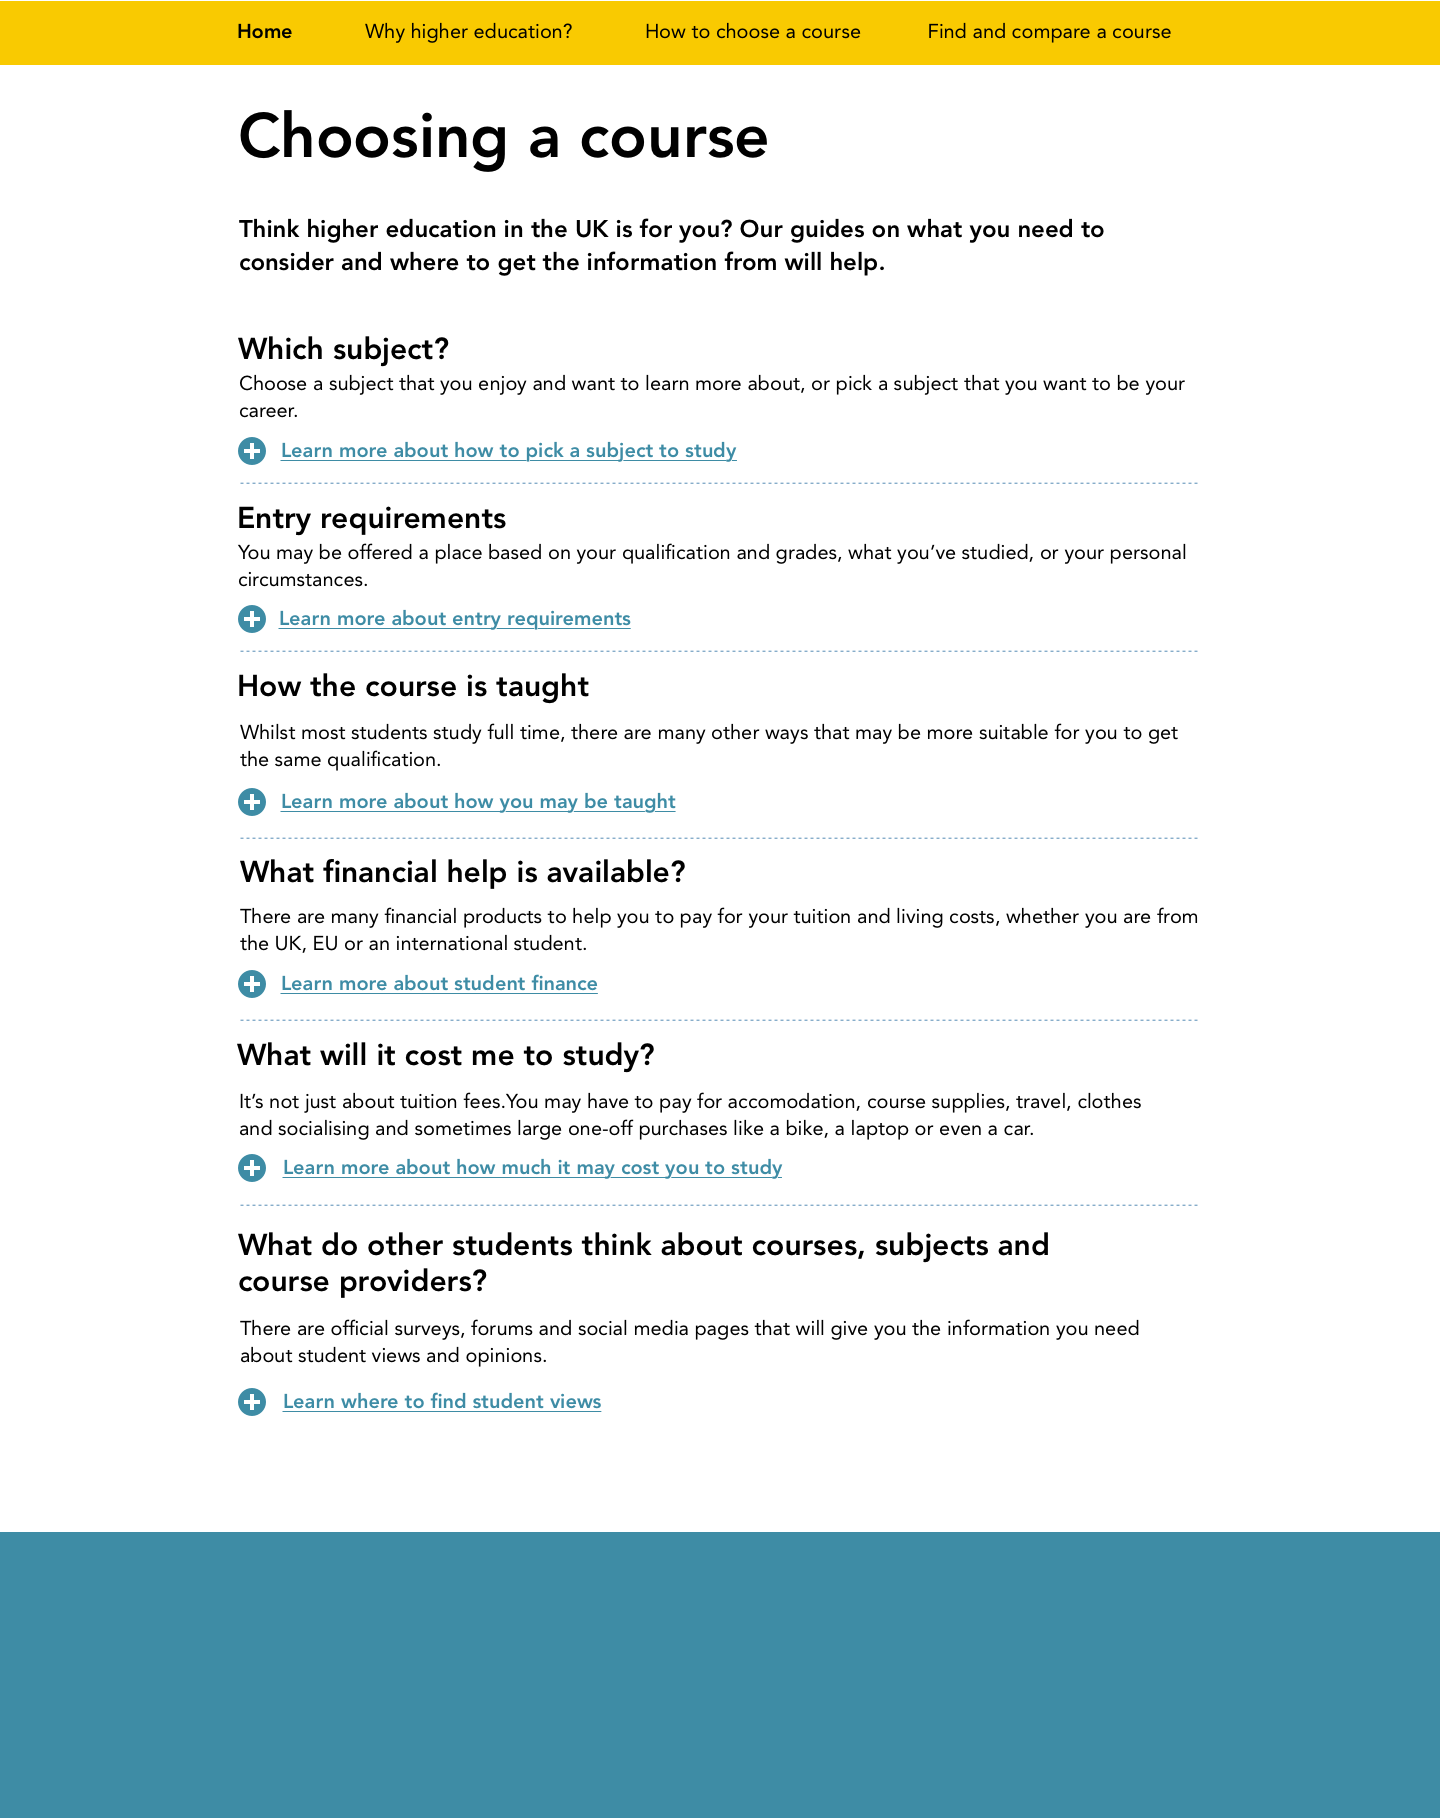 Home Why higher education? How to choose a course Find and compare a course
Choosing a course
Think higher education in the UK is for you? Our guides on what you need to
consider and where to get the information from will help.
Which subject?
Choose a subject that you enjoy and want to learn more about, or pick a subject that you want to be your
career.
Learn more about how to pick a subject to study
Entry requirements
You may be offered a place based on your qualification and grades, what you’ve studied, or your personal
circumstances.
Learn more about entry requirements
How the course is taught
Whilst most students study full time, there are many other ways that may be more suitable for you to get
the same qualification.
Learn more about how you may be taught
What financial help is available?
There are many financial products to help you to pay for your tuition and living costs, whether you are from
the UK, EU or an international student.
Learn more about student finance
What will it cost me to study?
It’s not just about tuition fees.You may have to pay for accomodation, course supplies, travel, clothes
and socialising and sometimes large one-off purchases like a bike, a laptop or even a car.
Learn more about how much it may cost you to study
What do other students think about courses, subjects and
course providers?
There are official surveys, forums and social media pages that will give you the information you need
about student views and opinions.
Learn where to find student views